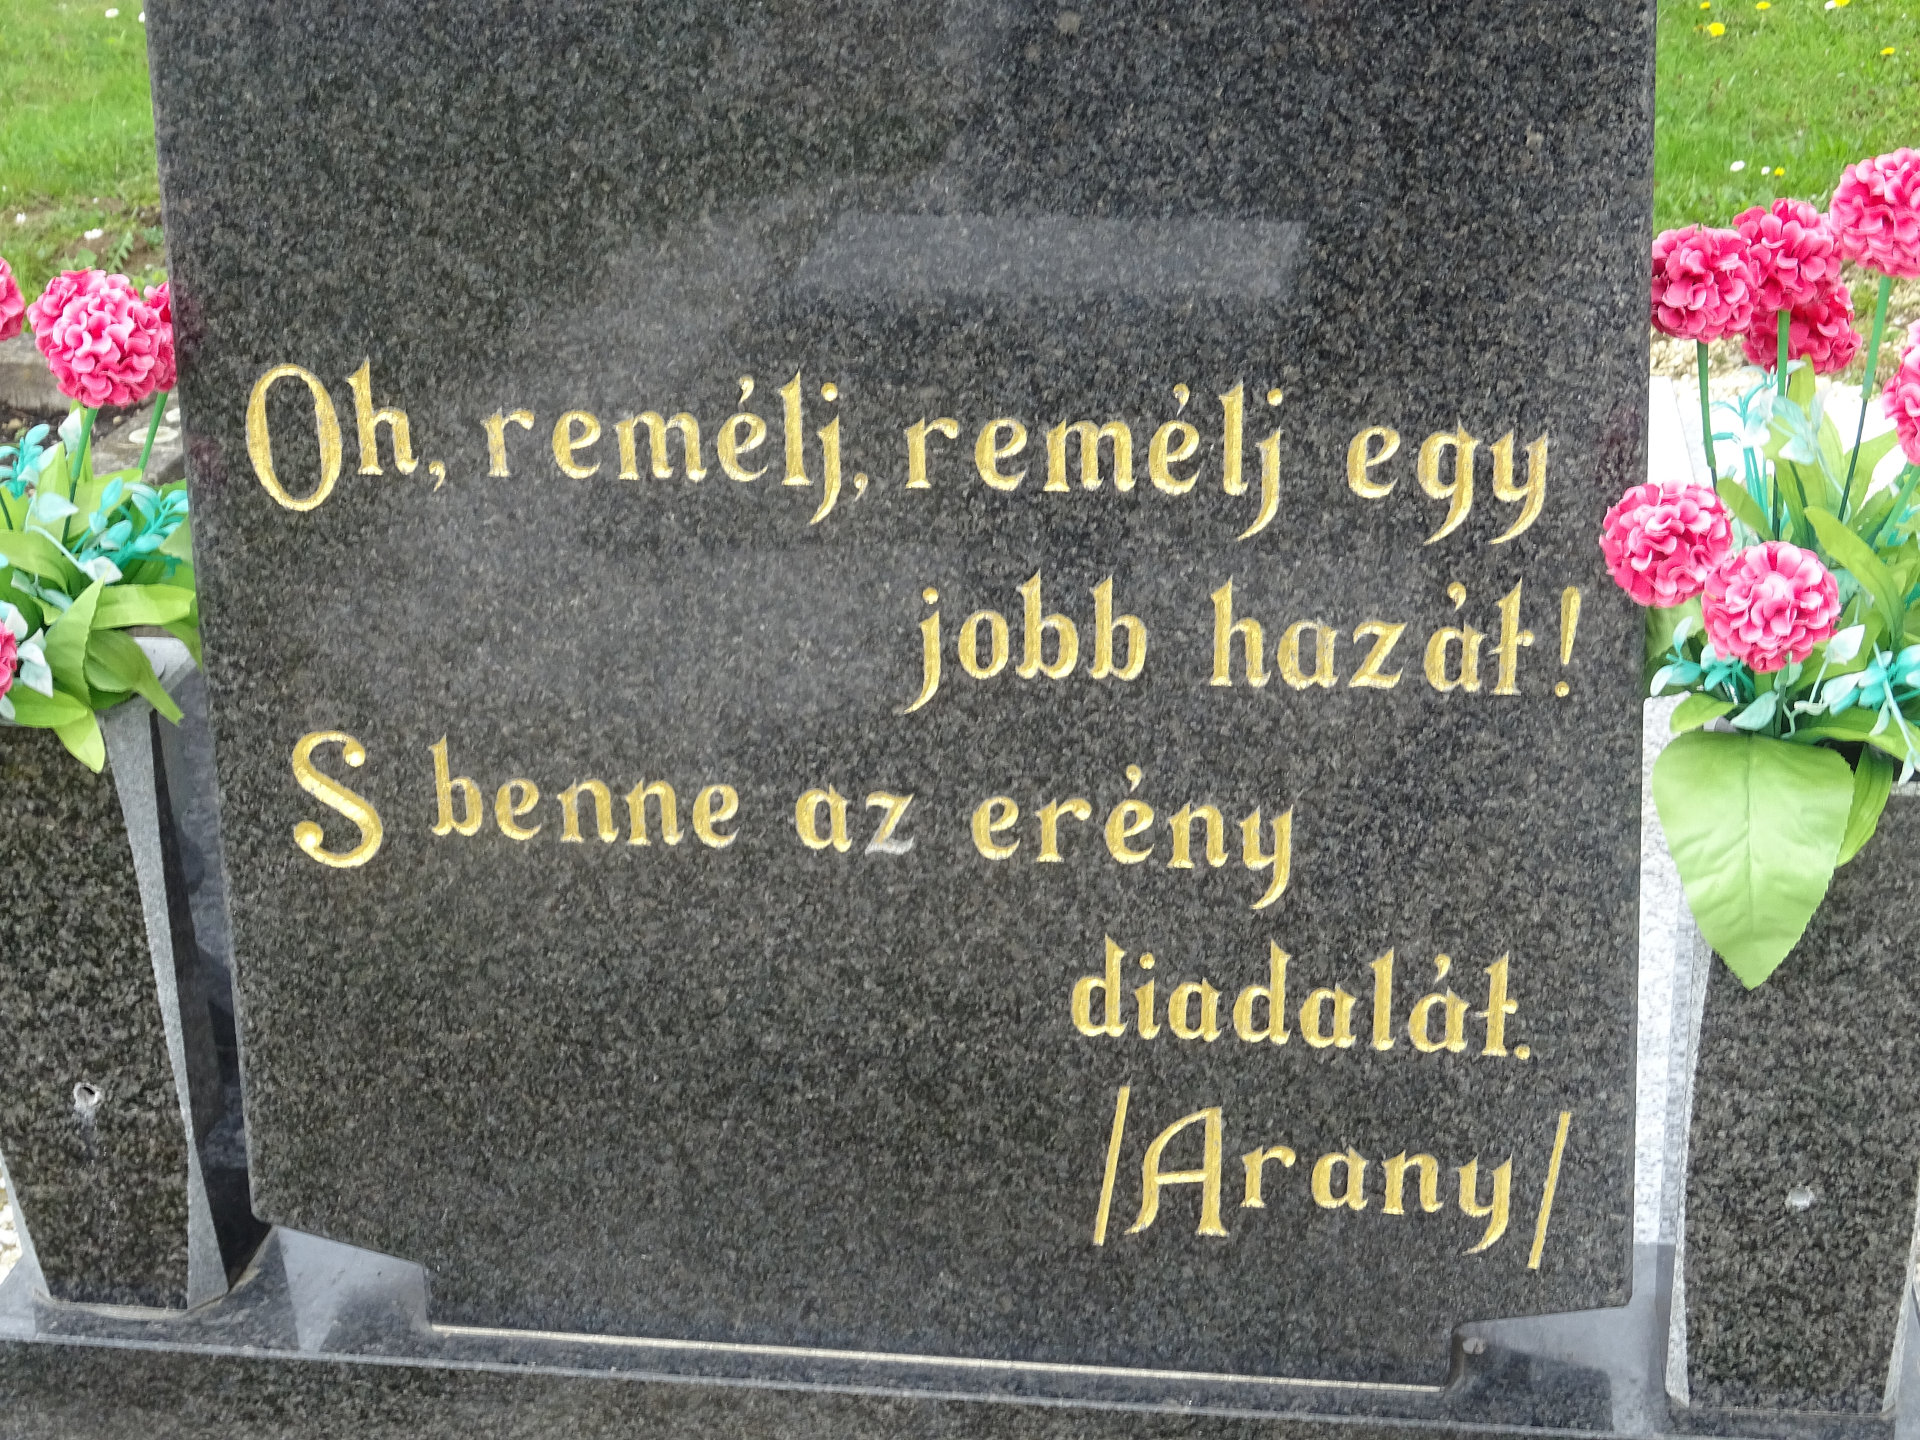 Oh, remélj, remélj egy
jobb hazát!
S benne az erény
diadalát.
/Arany/